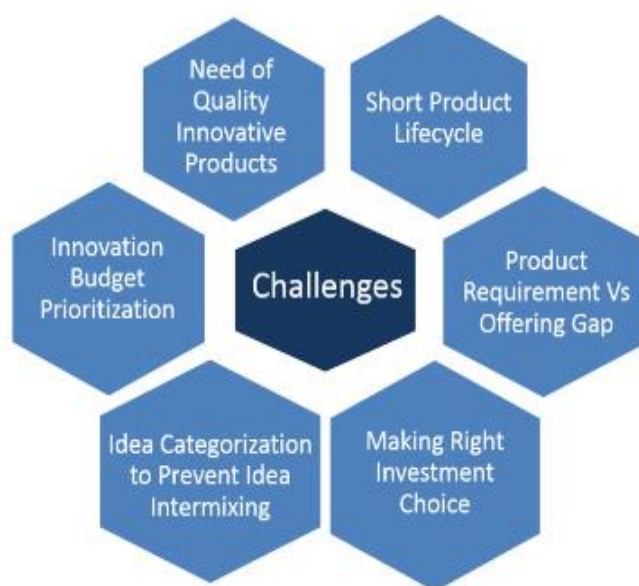 Need of
Quality
Innovative
Products
Short Product
Lifecycle
Innovation
Budget
Prioritization
Challenges
Product
Requirement Vs
Offering Gap
Idea Categorization
to Prevent Idea
Intermixing
Making Right
Investment
Choice